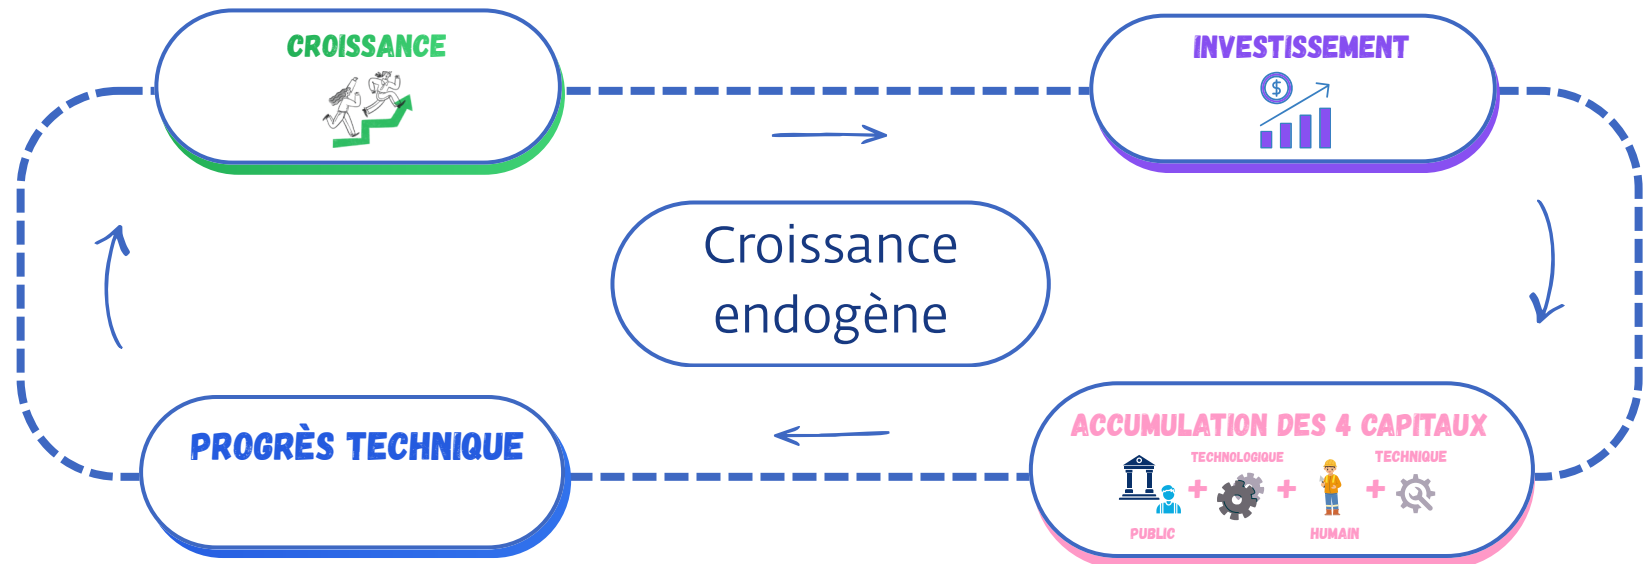 CROISSANCE
INVESTISSEMENT
$
Croissance
endogène
PROGRÈS TECHNIQUE
ACCUMULATION DES 4 CAPITAUX
TECHNOLOGIQUE
TECHNIQUE
+ + +
PUBLIC
HUMAIN